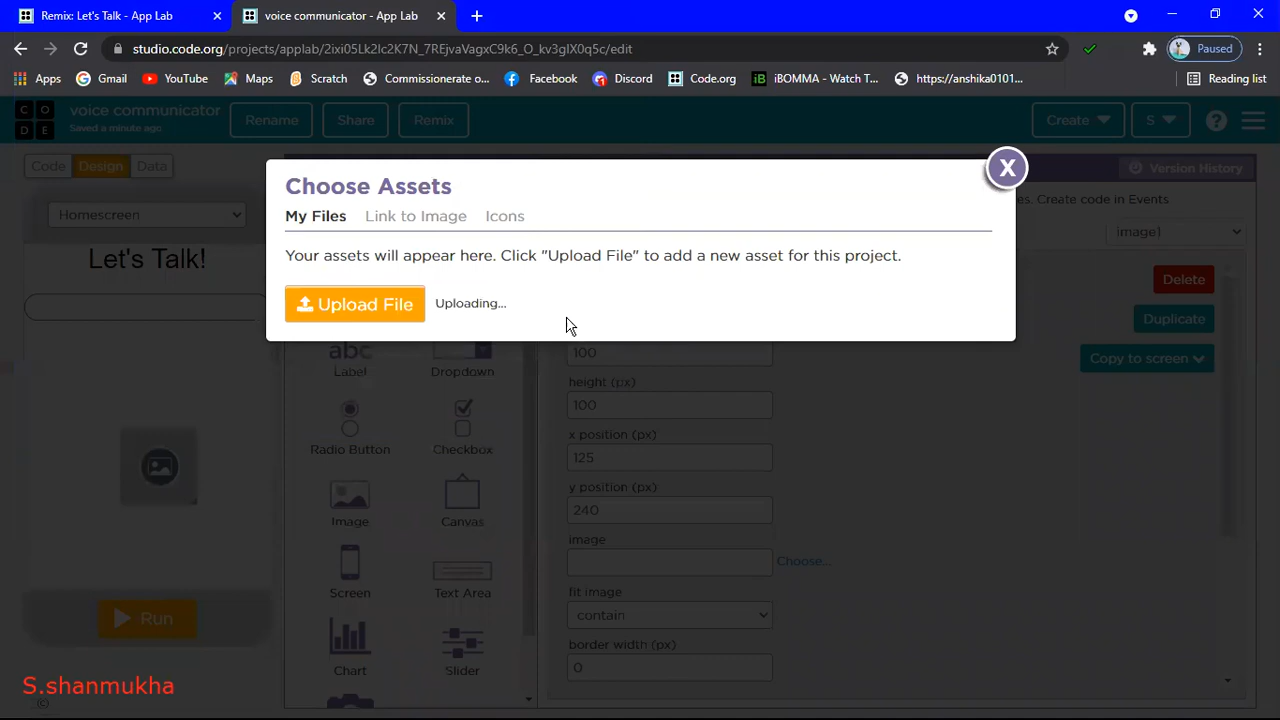 Remix: Let's Talk - App Lab
voice communicator - App Lab
studio.code.org/projects/applab/2ixi05Lk2Ic2K7N_7REjvaVagxC9k6_O_kv3gIX0q5c/edit
Paused
Apps
Gmail
YouTube
Maps
Scratch
Commissionerate o...
Facebook
Discord
Code.org
iBOMMA - Watch T...
https://anshika0101...
Reading list
CODE
voice communicator
Saved a minute ago
Rename
Share
Remix
Create
S
Code
Design
Data
Version History
Choose Assets
X
My Files
Link to Image
Icons
Your assets will appear here. Click "Upload File" to add a new asset for this project.
Upload File
Uploading...
es. Create code in Events
Homescreen
image1
Let's Talk!
Delete
Duplicate
Copy to screen
abc
Label
Dropdown
100
height (px)
100
Radio Button
Checkbox
x position (px)
125
y position (px)
240
Image
Canvas
image
Choose...
Screen
Text Area
fit image
contain
Run
border width (px)
0
Chart
Slider
S.shanmukha
©